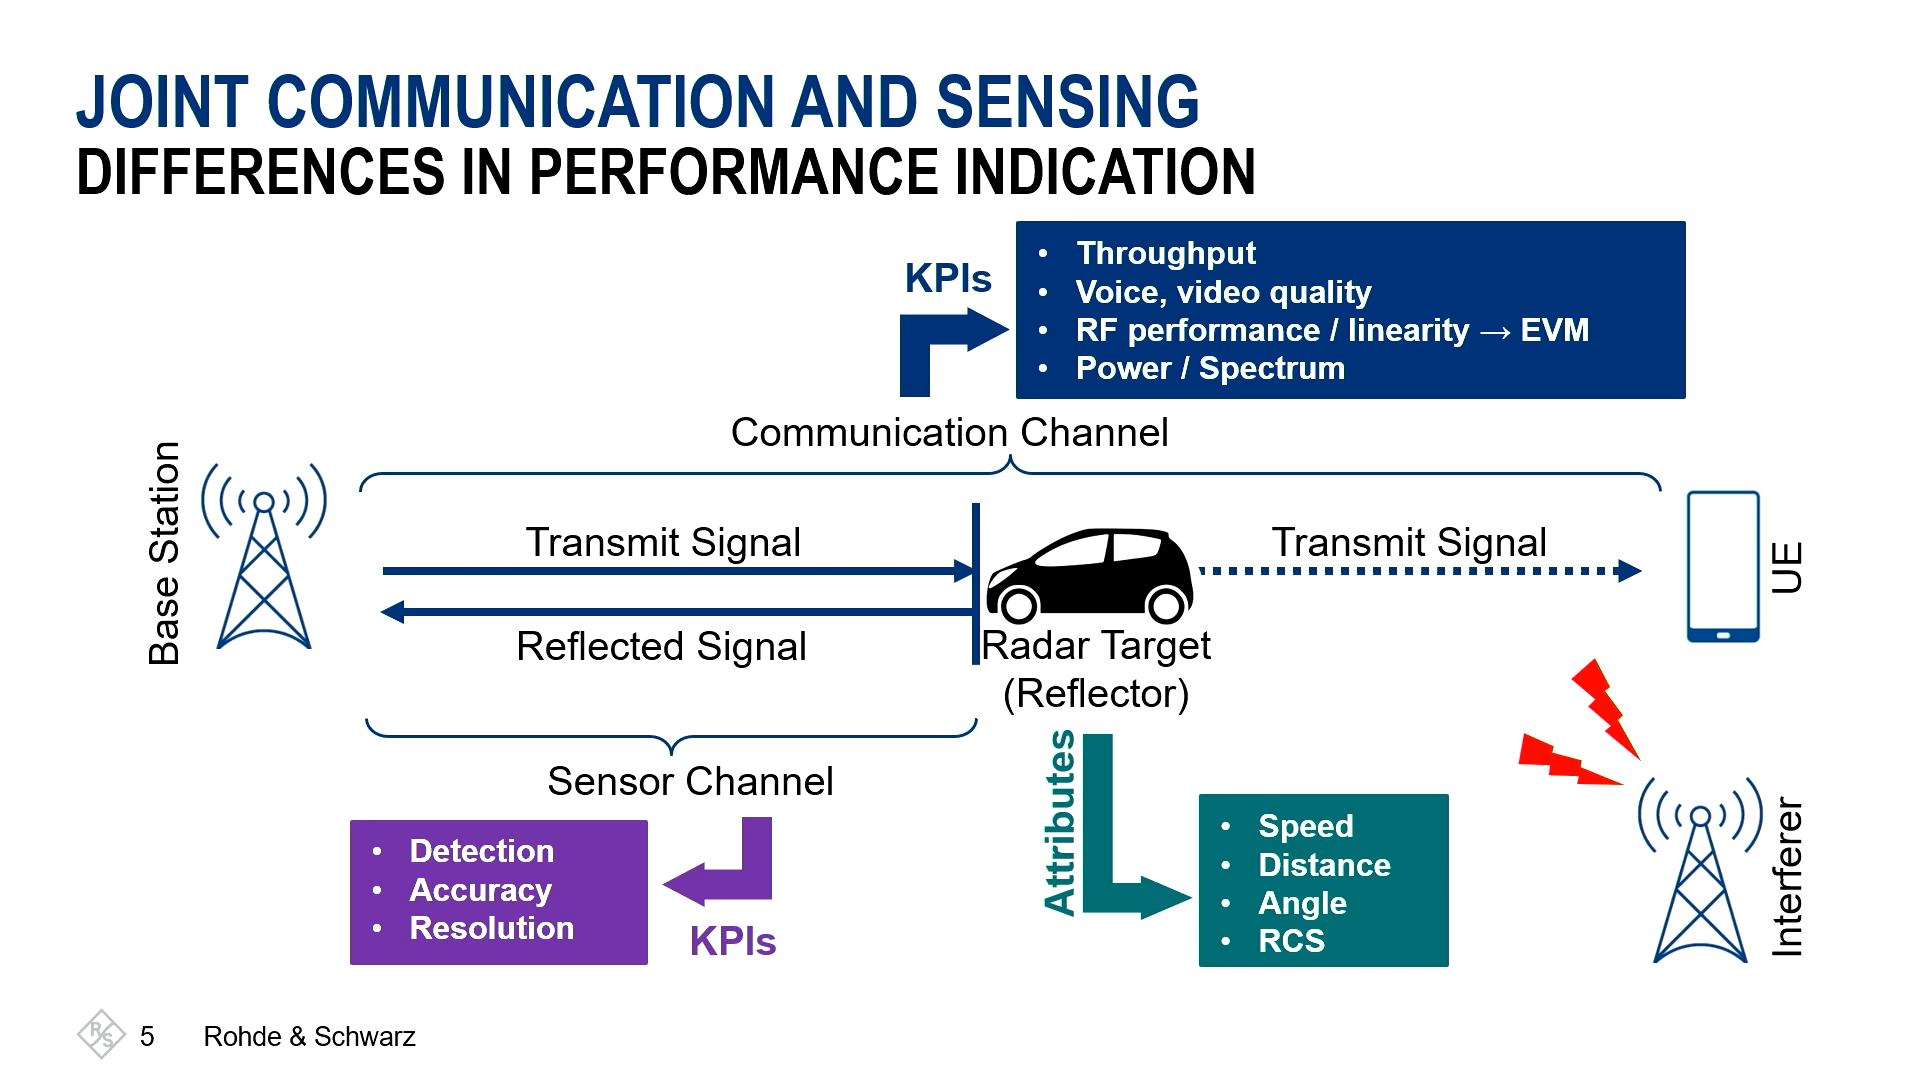 JOINT COMMUNICATION AND SENSING
DIFFERENCES IN PERFORMANCE INDICATION
KPIs
• Throughput
• Voice, video quality
• RF performance / linearity → EVM
• Power / Spectrum
Communication Channel
Base Station
Transmit Signal
Transmit Signal
UE
Reflected Signal
Radar Target
(Reflector)
Sensor Channel
Attributes
• Detection
• Accuracy
• Resolution
KPIs
• Speed
• Distance
• Angle
• RCS
Interferer
R S
5
Rohde & Schwarz